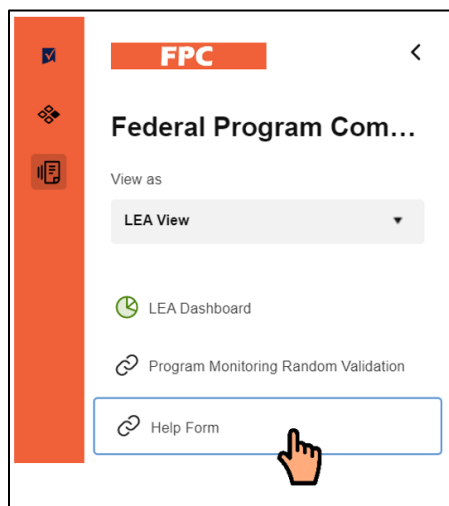 FPC
Federal Program Com...
View as
LEA View
LEA Dashboard
Program Monitoring Random Validation
Help Form